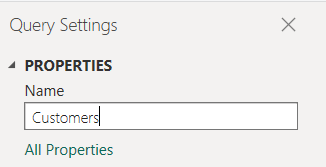 Query Settings
PROPERTIES
Name
Customers
All Properties